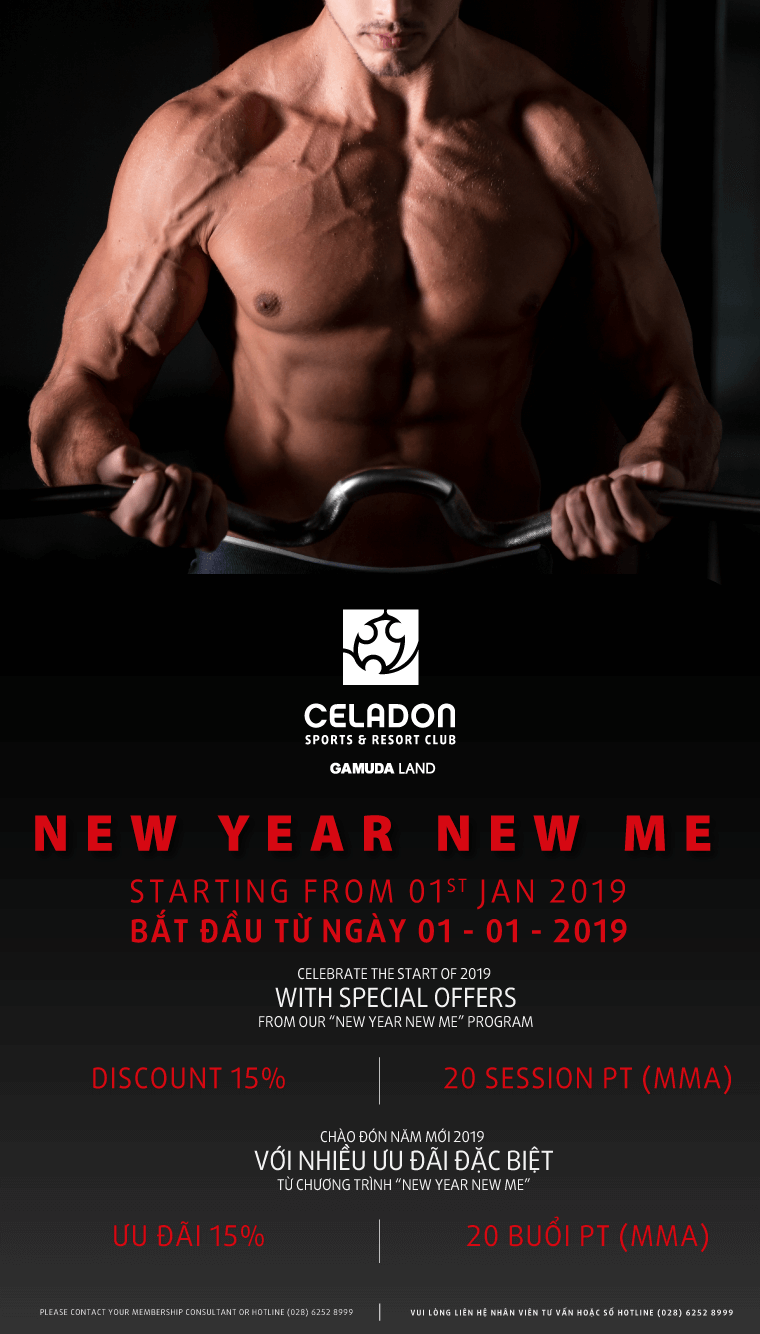 CELADON
SPORTS & RESORT CLUB
GAMUDA LAND
NEW YEAR NEW ME
STARTING FROM 01ST JAN 2019
BẮT ĐẦU TỪ NGÀY 01 - 01 - 2019
CELEBRATE THE START OF 2019
WITH SPECIAL OFFERS
FROM OUR “NEW YEAR NEW ME” PROGRAM
DISCOUNT 15%
20 SESSION PT (MMA)
CHÀO ĐÓN NĂM MỚI 2019
VỚI NHIỀU ƯU ĐÃI ĐẶC BIỆT
TỪ CHƯƠNG TRÌNH “NEW YEAR NEW ME”
ƯU ĐÃI 15%
20 BUỔI PT (MMA)
PLEASE CONTACT YOUR MEMBERSHIP CONSULTANT OR HOTLINE (028) 6252 8999
VUI LÒNG LIÊN HỆ NHÂN VIÊN TƯ VẤN HOẶC SỐ HOTLINE (028) 6252 8999